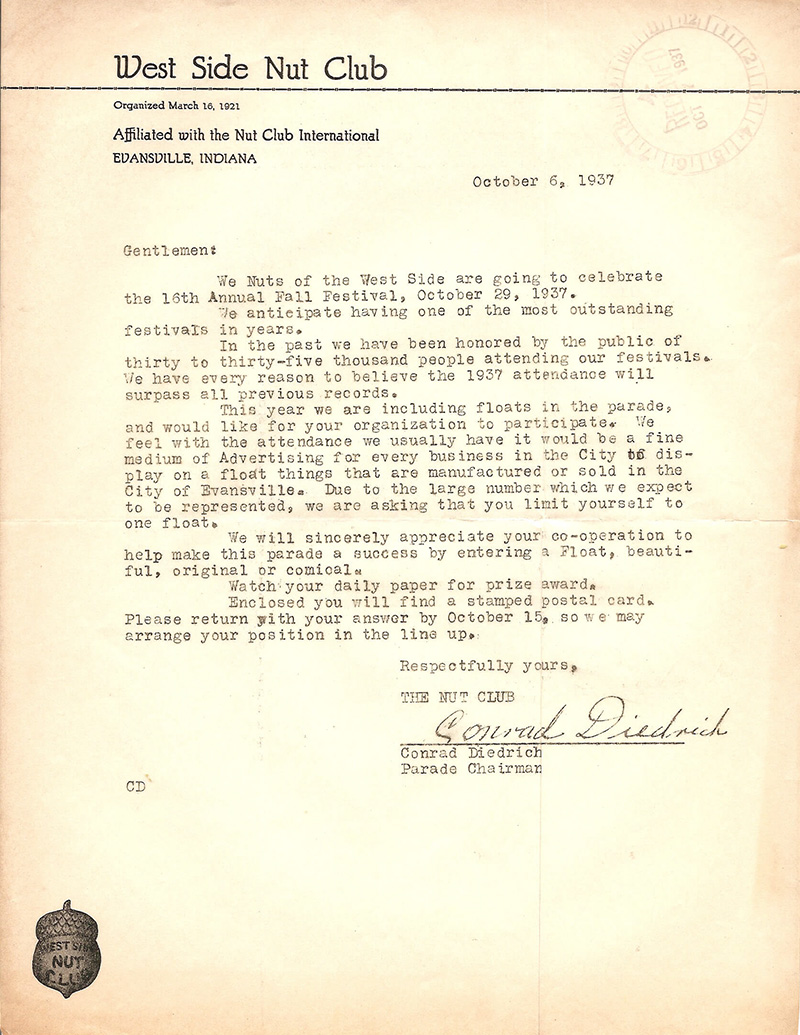 West Side Nut Club
Organized March 16, 1921
Affiliated with the Nut Club International
EVANSVILLE, INDIANA
OCT 1937
October 6, 1937
Gentlemen:
We Nuts of the West Side are going to celebrate
the 16th Annual Fall Festival, October 29, 1937.
We anticipate having one of the most outstanding
festivals in years.
In the past we have been honored by the public of
thirty to thirty-five thousand people attending our festivals.
We have every reason to believe the 1937 attendance will
surpass all previous records.
This year we are including floats in the parade,
and would like for your organization to participate. We
feel with the attendance we usually have it would be a fine
medium of Advertising for every business in the City to dis-
play on a float things that are manufactured or sold in the
City of Evansville. Due to the large number which we expect
to be represented, we are asking that you limit yourself to
one float.
We will sincerely appreciate your co-operation to
help make this parade a success by entering a Float, beauti-
ful, original or comical.
Watch your daily paper for prize award.
Enclosed you will find a stamped postal card.
Please return with your answer by October 15, so we may
arrange your position in the line up.
Respectfully yours,
THE NUT CLUB
Conrad Diedrich
Conrad Diedrich
Parade Chairman
CD
WEST SIDE
NUT
CLUB